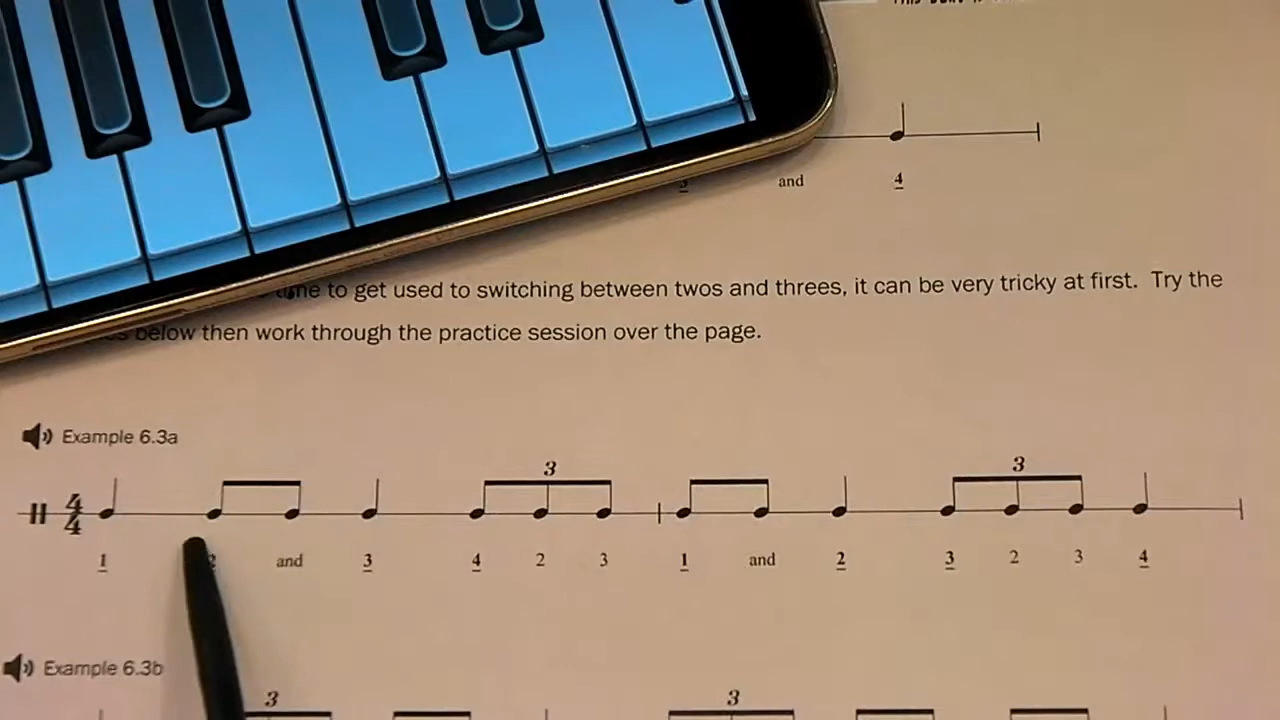 2 and 4
to get used to switching between twos and threes, it can be very tricky at first. Try the
below then work through the practice session over the page.
Example 6.3a
3 3
4
4
1 2 and 3 4 2 3 1 and 2 3 2 3 4
Example 6.3b
3 3